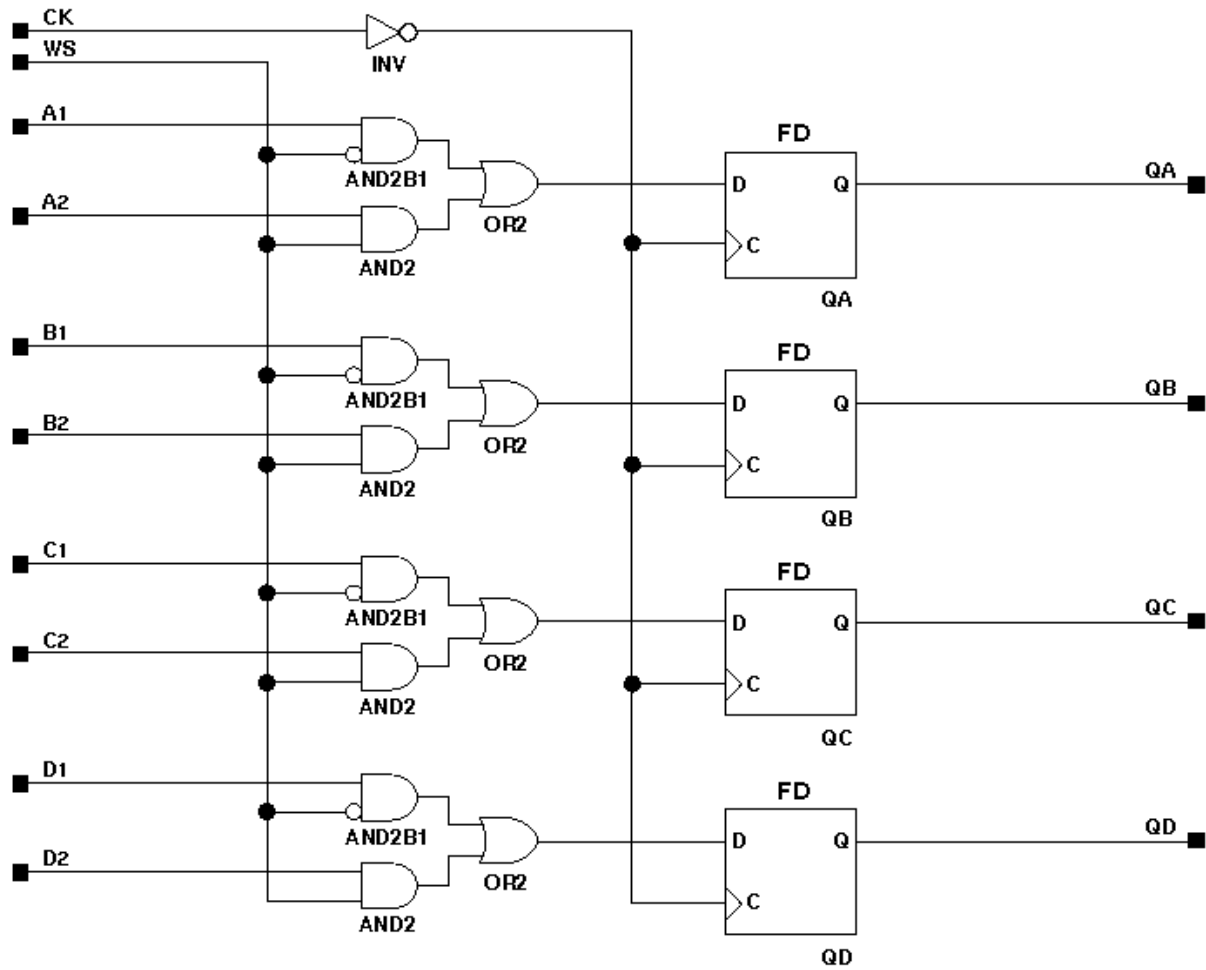 CK
INV
WS
A1
AND2B1
A2
AND2
OR2
FD
D Q
C
QA
QA
B1
AND2B1
B2
AND2
OR2
FD
D Q
C
QB
QB
C1
AND2B1
C2
AND2
OR2
FD
D Q
C
QC
QC
D1
AND2B1
D2
AND2
OR2
FD
D Q
C
QD
QD